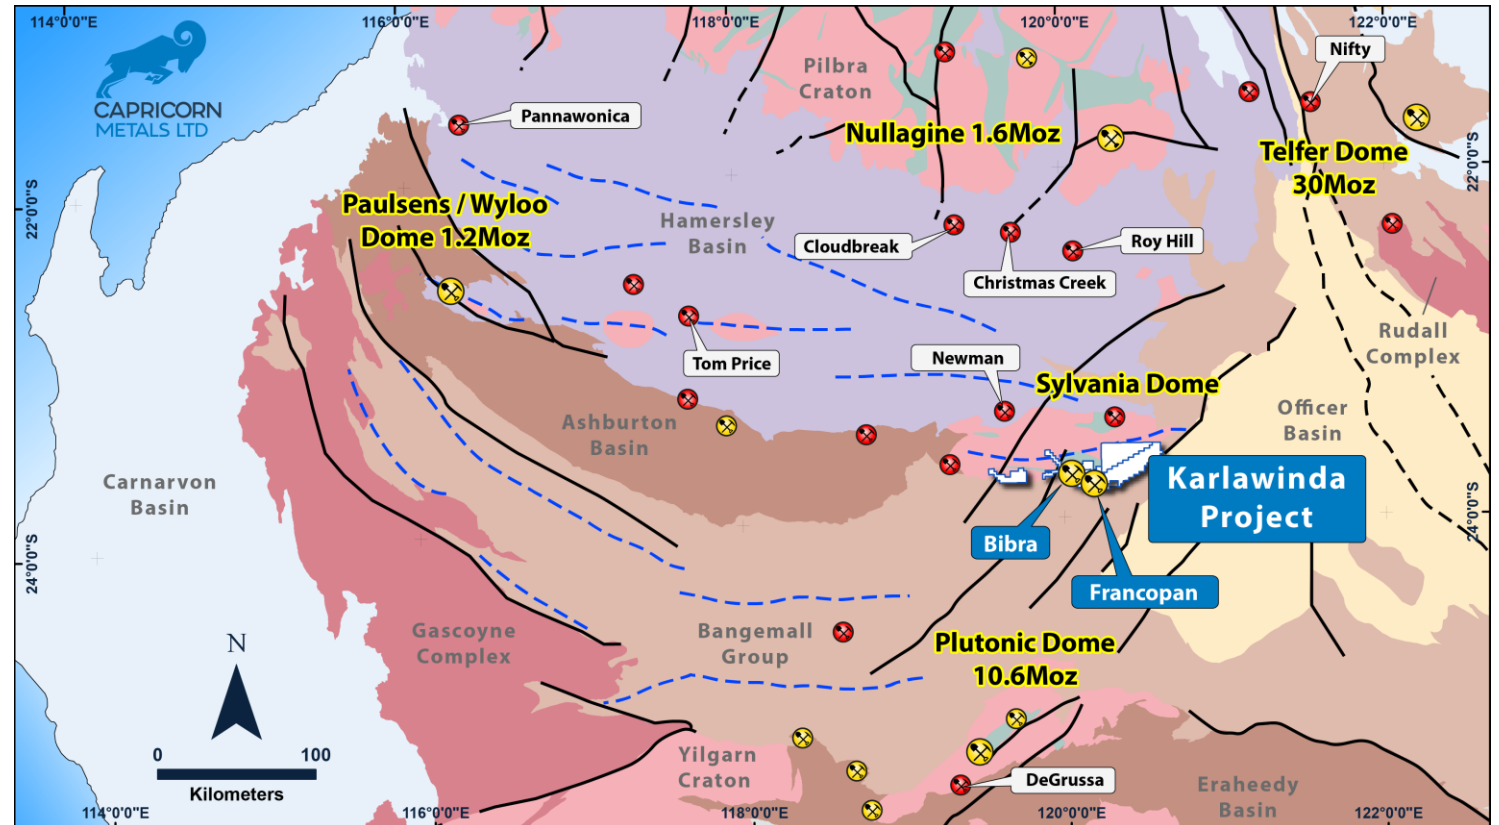 114°0'0"E
116°0'0"E
118°0'0"E
120°0'0"E
122°0'0"E
CAPRICORN
METALS LTD
Pilbra
Craton
Nifty
Pannawonica
Nullagine 1.6Moz
Telfer Dome
30Moz
22°0'0"S
22°0'0"S
Paulsens / Wyloo
Dome 1.2Moz
Hamersley
Basin
Cloudbreak
Roy Hill
Christmas Creek
Rudall
Complex
Tom Price
Newman
Sylvania Dome
Ashburton
Basin
Officer
Basin
Carnarvon
Basin
Karlawinda
Project
24°0'0"S
24°0'0"S
Bibra
Francopan
Gascoyne
Complex
Bangemall
Group
Plutonic Dome
10.6Moz
N
0
100
Kilometers
Yilgarn
Craton
DeGrussa
Eraheedy
Basin
114°0'0"E
116°0'0"E
118°0'0"E
120°0'0"E
122°0'0"E